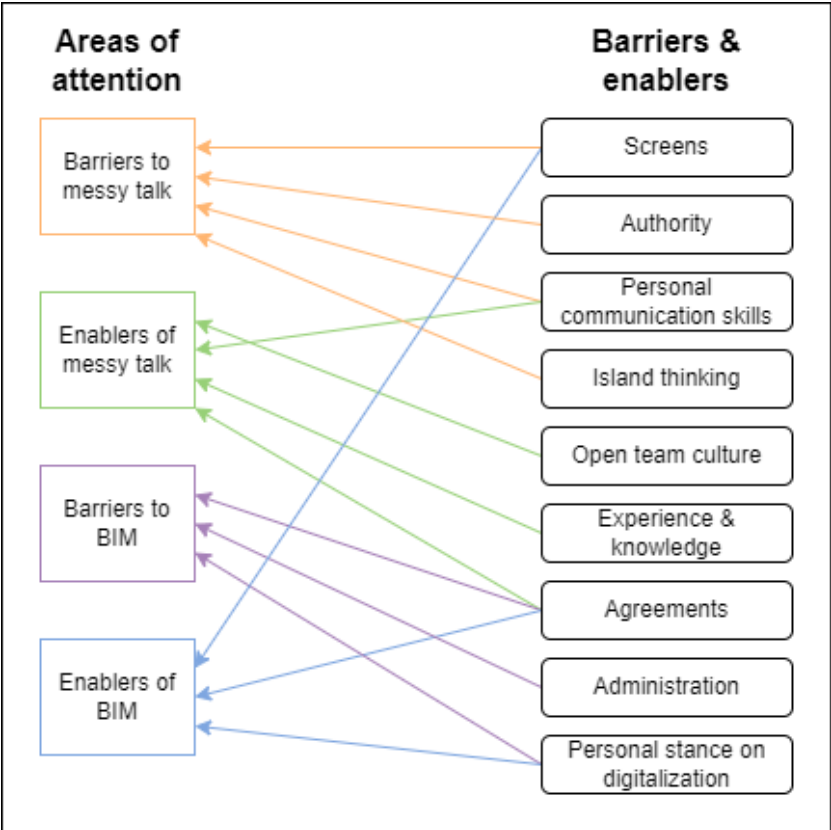 Areas of
attention
Barriers &
enablers
Barriers to
messy talk
Enablers of
messy talk
Barriers to
BIM
Enablers of
BIM
Screens
Authority
Personal
communication skills
Island thinking
Open team culture
Experience &
knowledge
Agreements
Administration
Personal stance on
digitalization